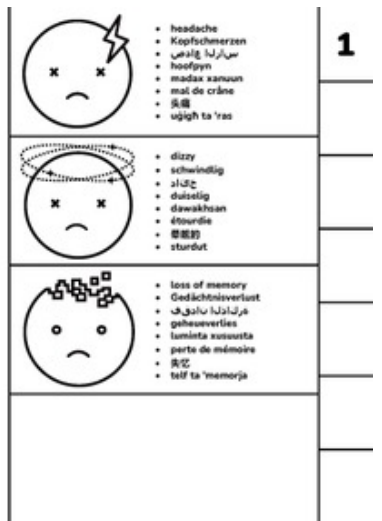 1
headache
Kopfschmerzen
hoofpyn
madax xanuun
mal de crâne
头痛
uġigħ ta 'ras
dizzy
schwindlig
duiselig
dawakhsan
étourdie
sturdut
loss of memory
Gedächtnisverlust
geheueverlies
luminta xusuusta
perte de mémoire
失忆
telf ta 'memorja